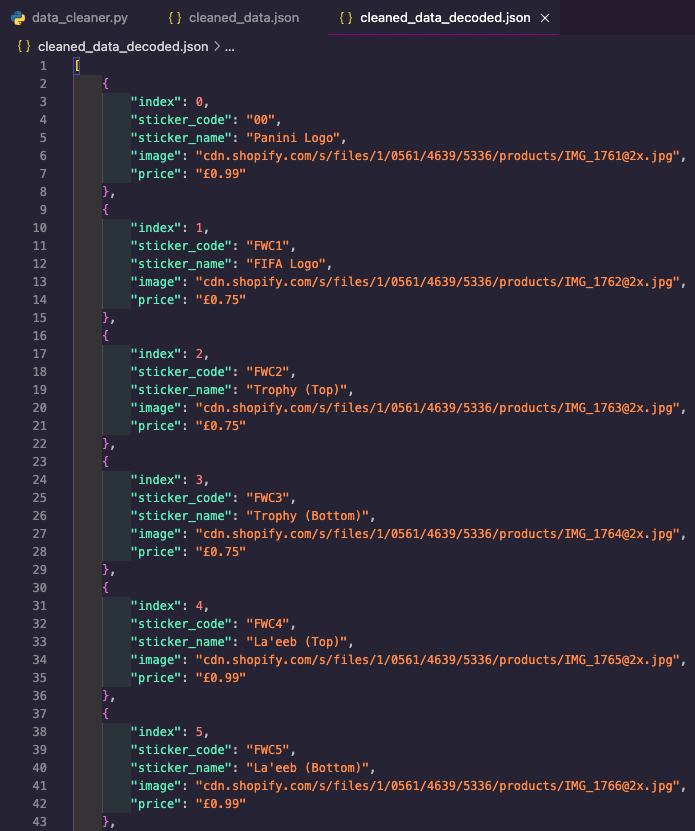 data_cleaner.py
{} cleaned_data.json
{} cleaned_data_decoded.json ×
{} cleaned_data_decoded.json > ...
1 [
2 {
3 "index": 0,
4 "sticker_code": "00",
5 "sticker_name": "Panini Logo",
6 "image": "cdn.shopify.com/s/files/1/0561/4639/5336/products/IMG_1761@2x.jpg",
7 "price": "£0.99"
8 },
9 {
10 "index": 1,
11 "sticker_code": "FWC1",
12 "sticker_name": "FIFA Logo",
13 "image": "cdn.shopify.com/s/files/1/0561/4639/5336/products/IMG_1762@2x.jpg",
14 "price": "£0.75"
15 },
16 {
17 "index": 2,
18 "sticker_code": "FWC2",
19 "sticker_name": "Trophy (Top)",
20 "image": "cdn.shopify.com/s/files/1/0561/4639/5336/products/IMG_1763@2x.jpg",
21 "price": "£0.75"
22 },
23 {
24 "index": 3,
25 "sticker_code": "FWC3",
26 "sticker_name": "Trophy (Bottom)",
27 "image": "cdn.shopify.com/s/files/1/0561/4639/5336/products/IMG_1764@2x.jpg",
28 "price": "£0.75"
29 },
30 {
31 "index": 4,
32 "sticker_code": "FWC4",
33 "sticker_name": "La'eeb (Top)",
34 "image": "cdn.shopify.com/s/files/1/0561/4639/5336/products/IMG_1765@2x.jpg",
35 "price": "£0.99"
36 },
37 {
38 "index": 5,
39 "sticker_code": "FWC5",
40 "sticker_name": "La'eeb (Bottom)",
41 "image": "cdn.shopify.com/s/files/1/0561/4639/5336/products/IMG_1766@2x.jpg",
42 "price": "£0.99"
43 },